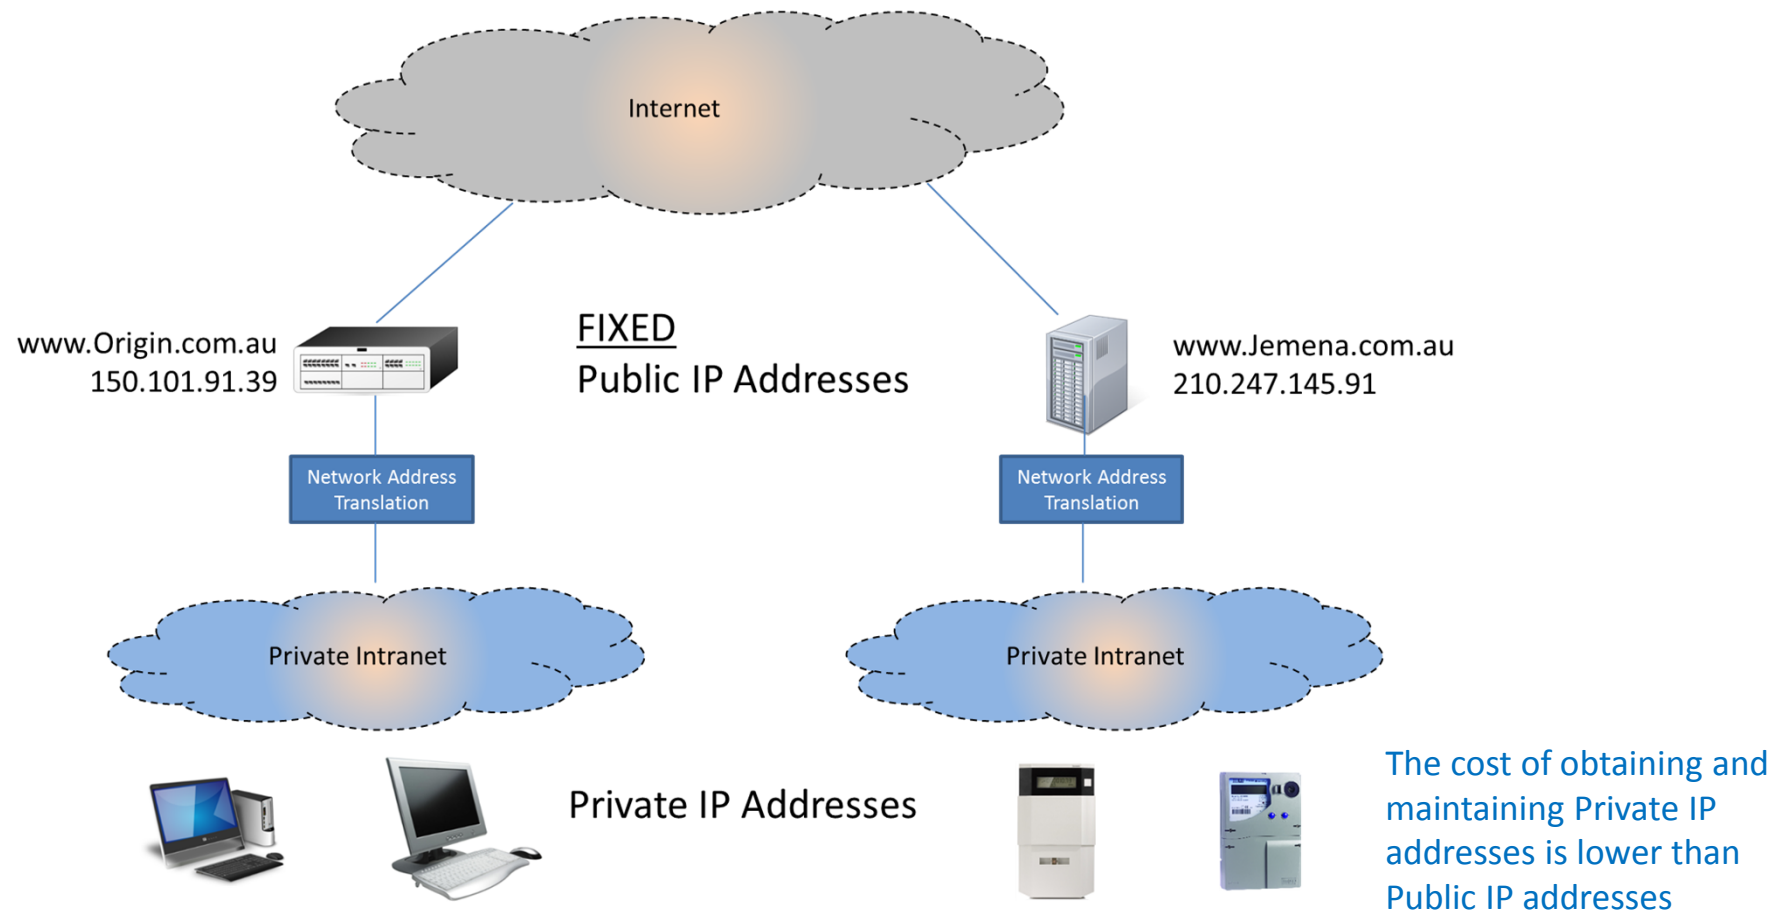 Internet
www.Origin.com.au
150.101.91.39
FIXED
Public IP Addresses
www.Jemena.com.au
210.247.145.91
Network Address
Translation
Network Address
Translation
Private Intranet
Private Intranet
Private IP Addresses
The cost of obtaining and
maintaining Private IP
addresses is lower than
Public IP addresses